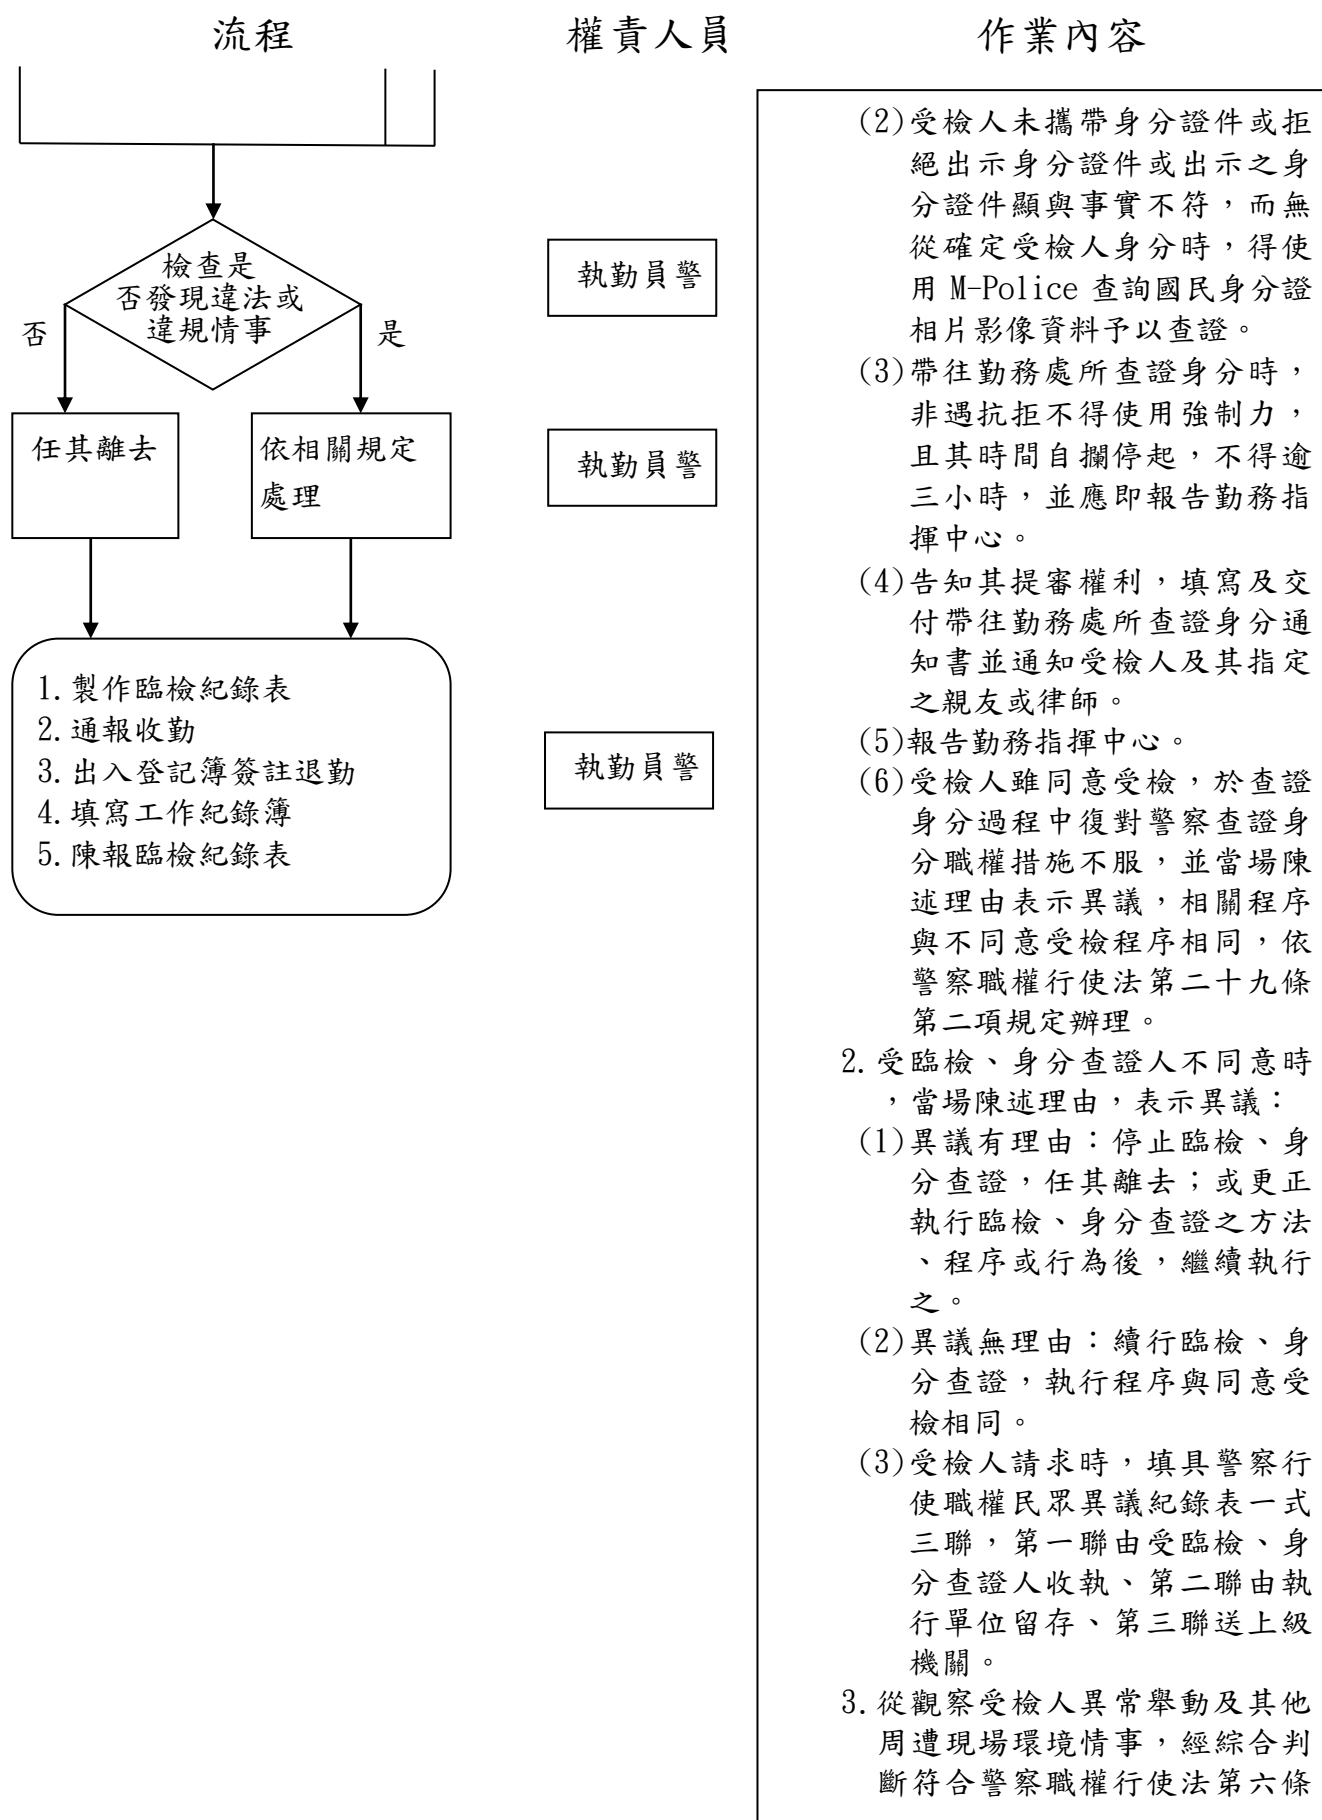 流程
權責人員
作業內容
檢查是
否發現違法或
違規情事
否
是
任其離去
依相關規定
處理
1.製作臨檢紀錄表
2.通報收勤
3.出入登記簿簽註退勤
4.填寫工作紀錄簿
5.陳報臨檢紀錄表
執勤員警
執勤員警
執勤員警
(2)受檢人未攜帶身分證件或拒
絕出示身分證件或出示之身
分證件顯與事實不符，而無
從確定受檢人身分時，得使
用 M-Police 查詢國民身分證
相片影像資料予以查證。
(3)帶往勤務處所查證身分時，
非遇抗拒不得使用強制力，
且其時間自攔停起，不得逾
三小時，並應即報告勤務指
揮中心。
(4)告知其提審權利，填寫及交
付帶往勤務處所查證身分通
知書並通知受檢人及其指定
之親友或律師。
(5)報告勤務指揮中心。
(6)受檢人雖同意受檢，於查證
身分過程中復對警察查證身
分職權措施不服，並當場陳
述理由表示異議，相關程序
與不同意受檢程序相同，依
警察職權行使法第二十九條
第二項規定辦理。
2.受臨檢、身分查證人不同意時
，當場陳述理由，表示異議：
(1)異議有理由：停止臨檢、身
分查證，任其離去；或更正
執行臨檢、身分查證之方法
、程序或行為後，繼續執行
之。
(2)異議無理由：續行臨檢、身
分查證，執行程序與同意受
檢相同。
(3)受檢人請求時，填具警察行
使職權民眾異議紀錄表一式
三聯，第一聯由受臨檢、身
分查證人收執、第二聯由執
行單位留存、第三聯送上級
機關。
3.從觀察受檢人異常舉動及其他
周遭現場環境情事，經綜合判
斷符合警察職權行使法第六條